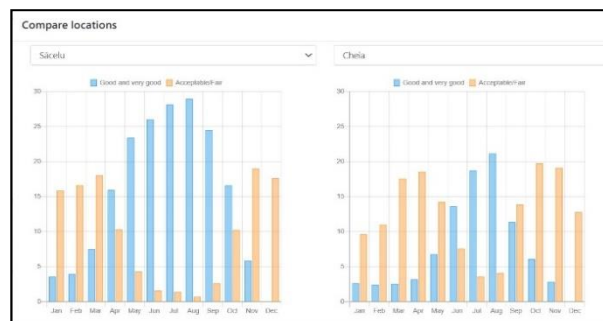 Compare locations
Săcelu
Cheia
Good and very good Acceptable/Fair
Good and very good Acceptable/Fair
30
25
20
15
10
5
0
Jan Feb Mar Apr May Jun Jul Aug Sep Oct Nov Dec
30
25
20
15
10
5
0
Jan Feb Mar Apr May Jun Jul Aug Sep Oct Nov Dec